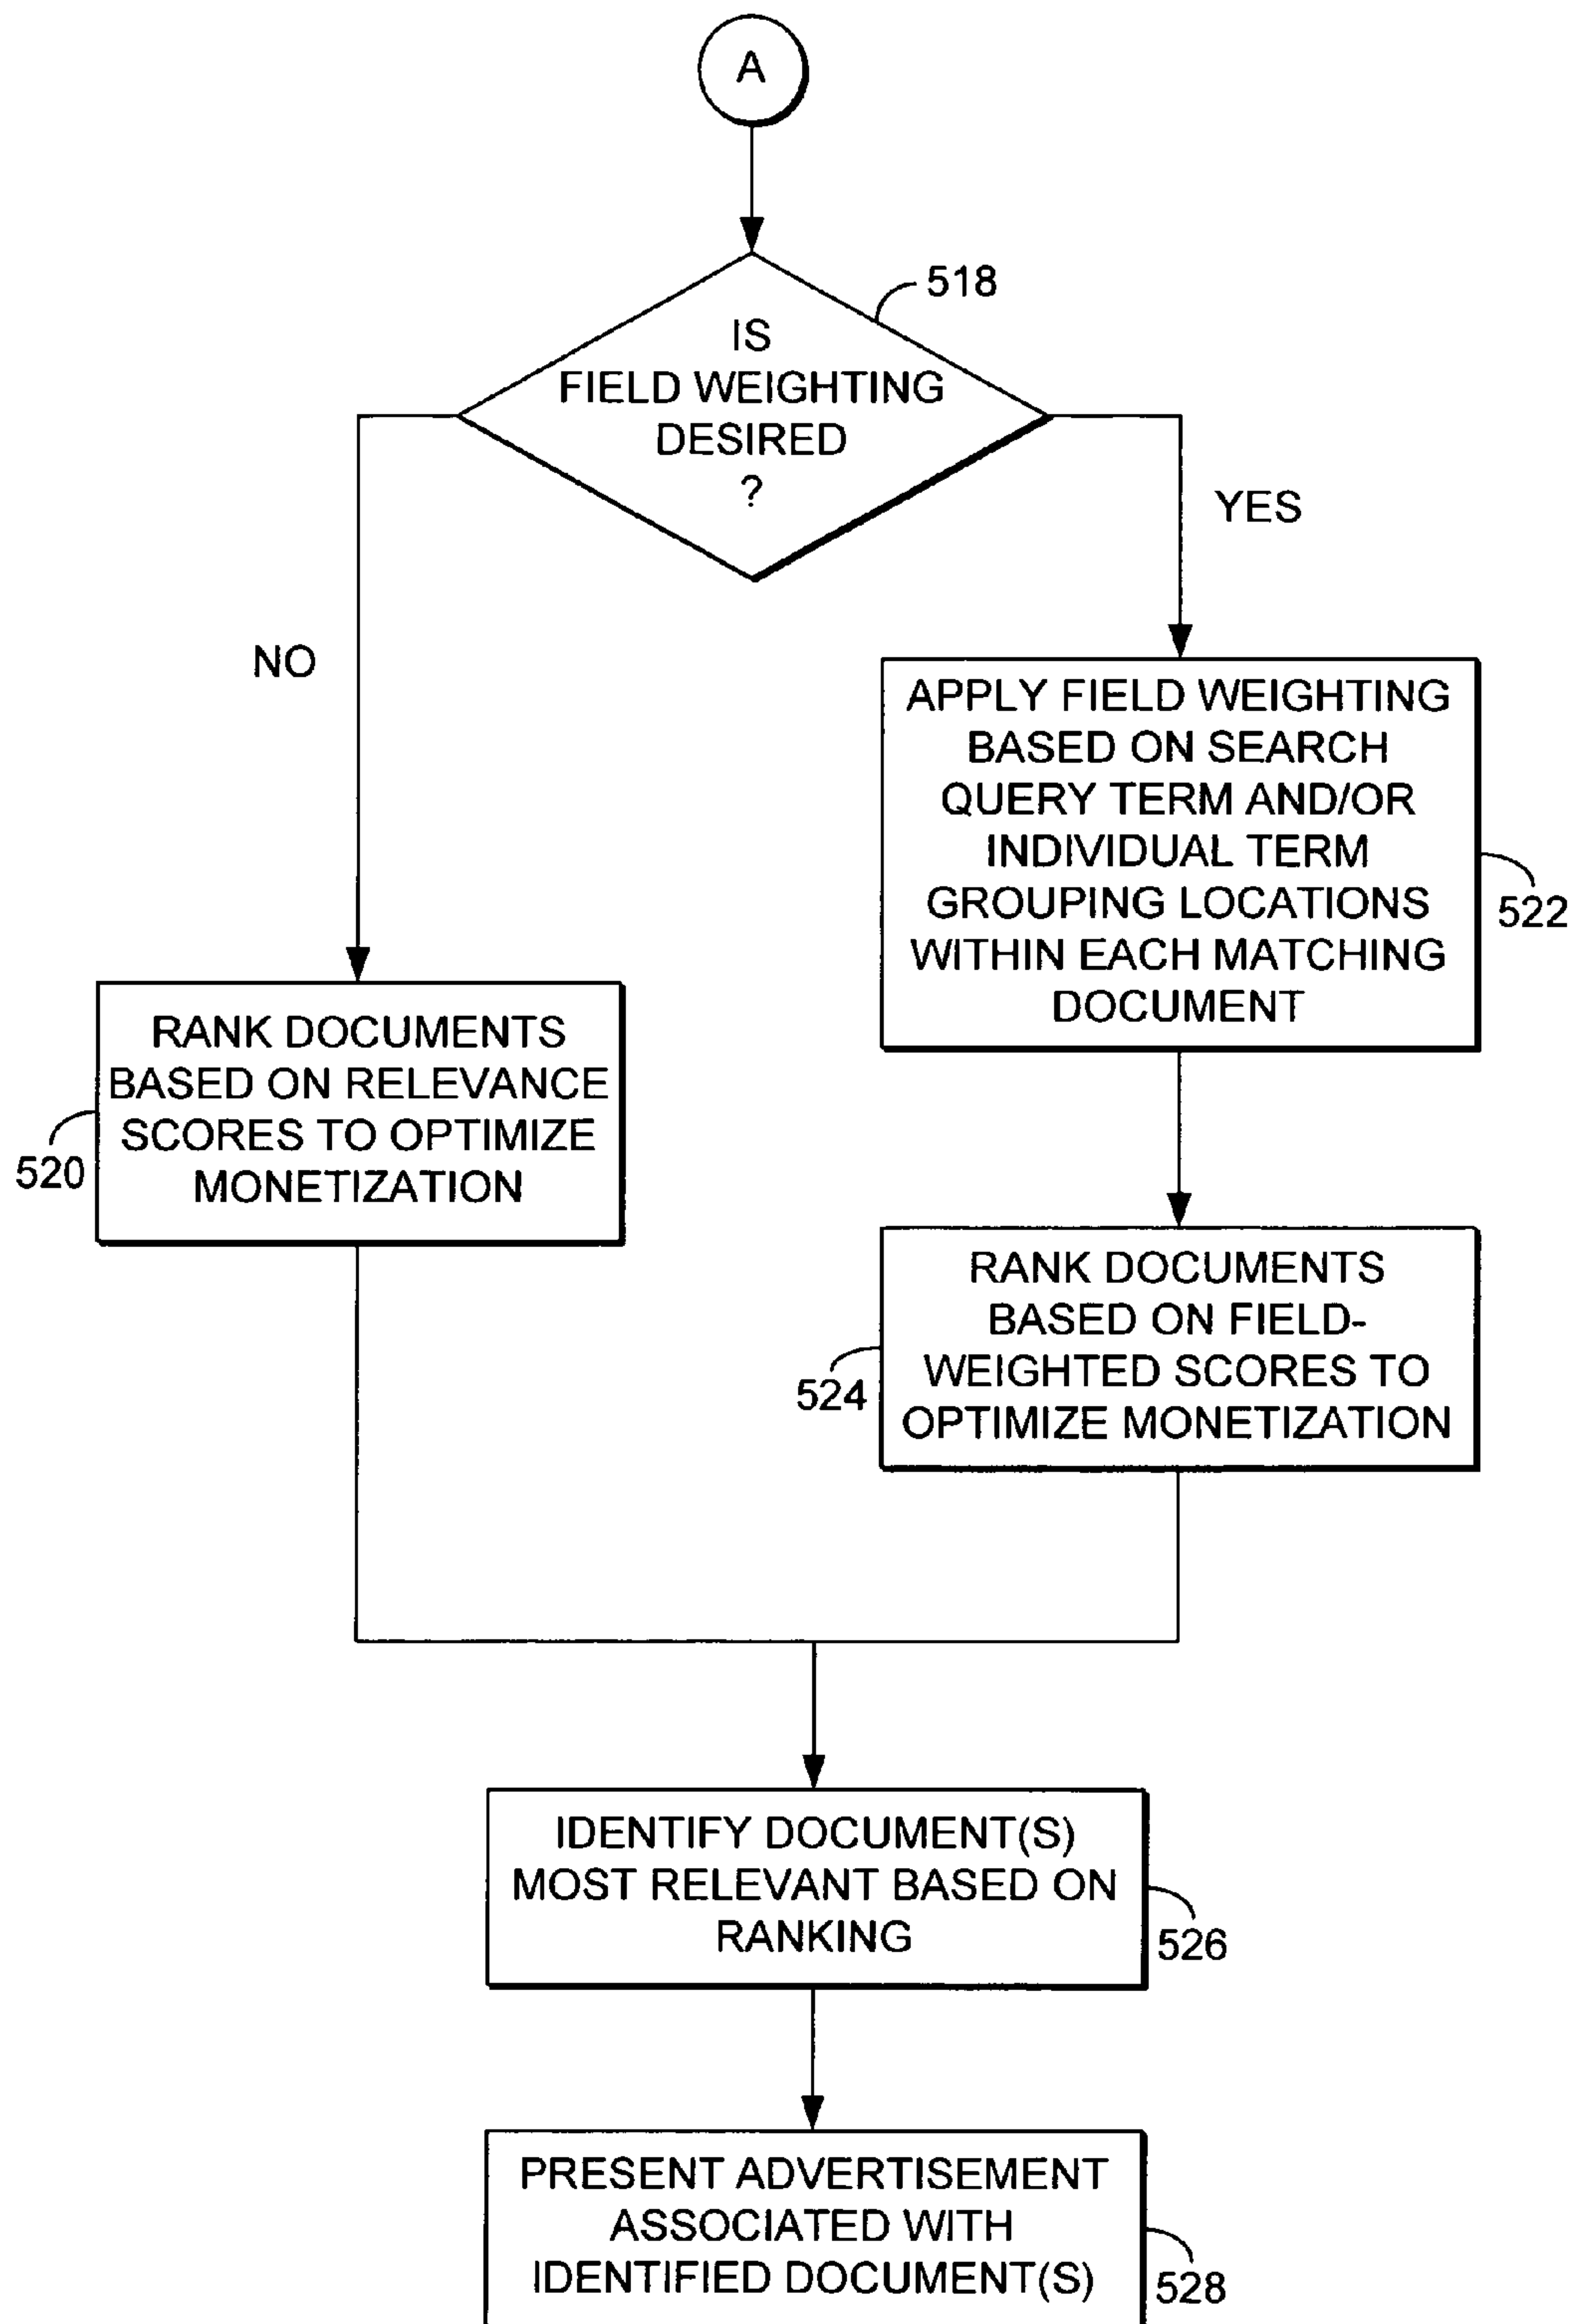 A
518
IS
FIELD WEIGHTING
DESIRED
?
YES
NO
APPLY FIELD WEIGHTING
BASED ON SEARCH
QUERY TERM AND/OR
INDIVIDUAL TERM
GROUPING LOCATIONS
WITHIN EACH MATCHING
DOCUMENT
522
RANK DOCUMENTS
BASED ON RELEVANCE
SCORES TO OPTIMIZE
MONETIZATION
520
RANK DOCUMENTS
BASED ON FIELD-
WEIGHTED SCORES TO
OPTIMIZE MONETIZATION
524
IDENTIFY DOCUMENT(S)
MOST RELEVANT BASED ON
RANKING
526
PRESENT ADVERTISEMENT
ASSOCIATED WITH
IDENTIFIED DOCUMENT(S)
528